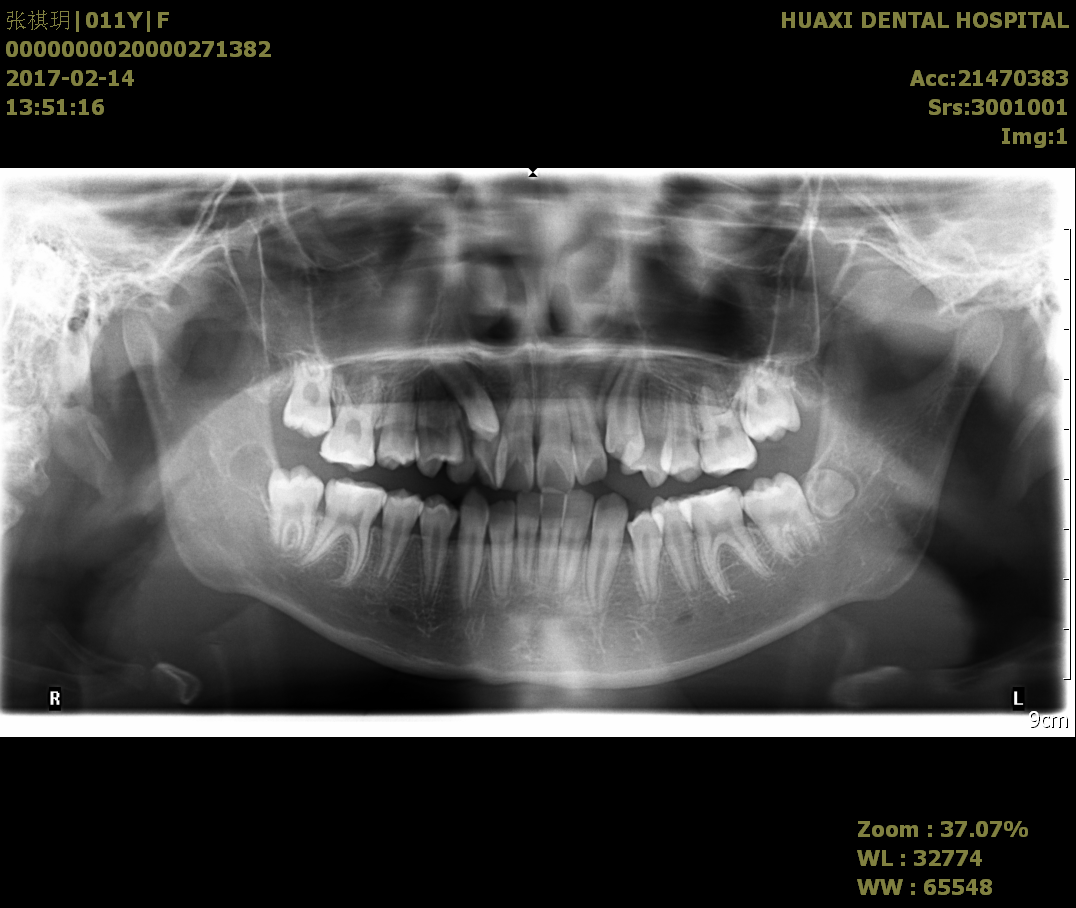 张祺玥|011Y|F
0000000020000271382
2017-02-14
13:51:16
HUAXI DENTAL HOSPITAL
Acc:21470383
Srs:3001001
Img:1
R
L
9cm
Zoom : 37.07%
WL : 32774
WW : 65548